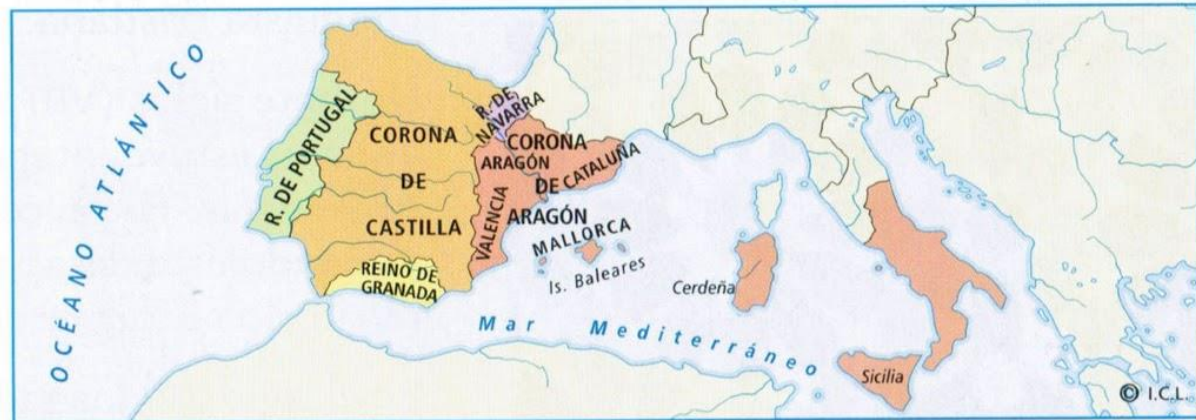 OCÉANO ATLÁNTICO
R. DE PORTUGAL
CORONA
DE
CASTILLA
REINO DE
GRANADA
R. DE
NAVARRA
CORONA
DE
ARAGÓN
ARAGÓN
CATALUÑA
VALENCIA
MALLORCA
Is. Baleares
Cerdeña
Mar Mediterráneo
Sicilia
© I.C.L.